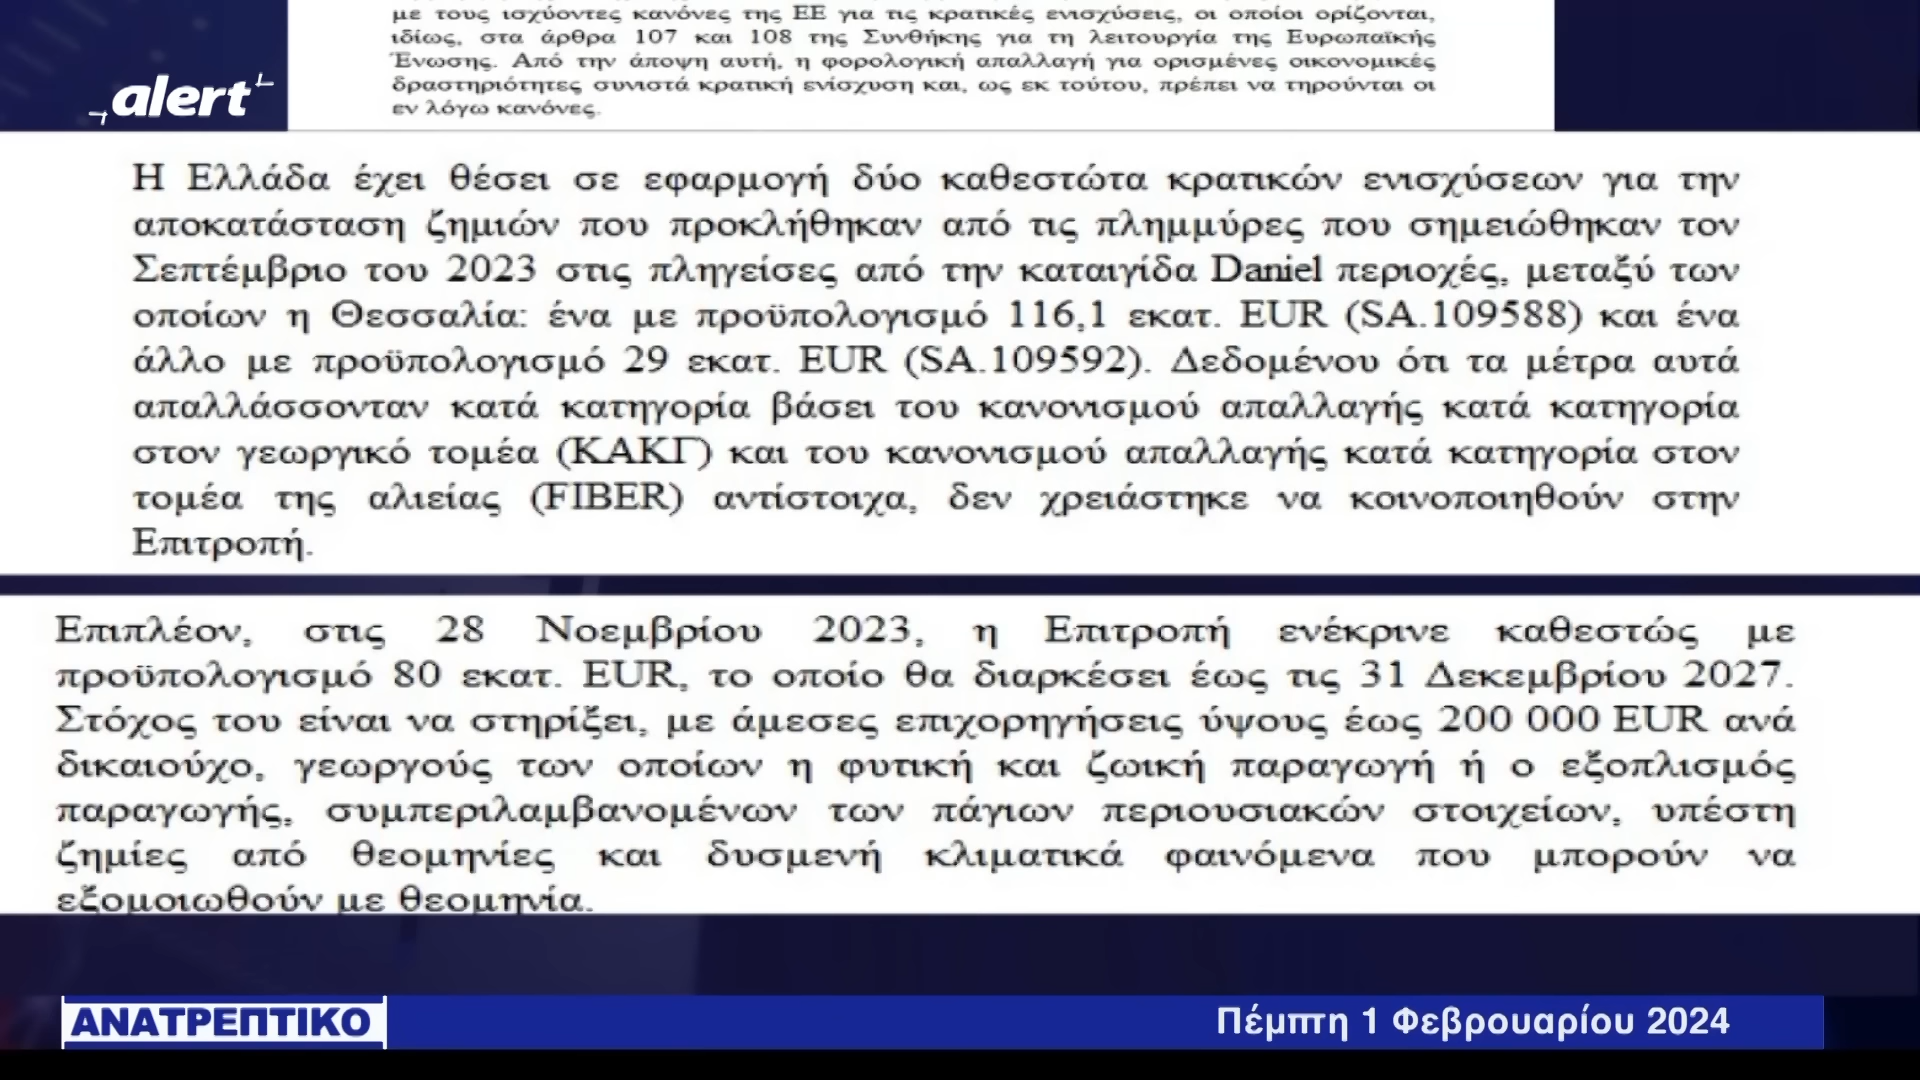 με τους ισχύοντες κανόνες της ΕΕ για τις κρατικές ενισχύσεις, οι οποίοι ορίζονται,
ιδίως, στα άρθρα 107 και 108 της Συνθήκης για τη λειτουργία της Ευρωπαϊκής
Ένωσης. Από την άποψη αυτή, η φορολογική απαλλαγή για ορισμένες οικονομικές
δραστηριότητες συνιστά κρατική ενίσχυση και, ως εκ τούτου, πρέπει να τηρούνται οι
εν λόγω κανόνες.
alert
Η Ελλάδα έχει θέσει σε εφαρμογή δύο καθεστώτα κρατικών ενισχύσεων για την
αποκατάσταση ζημιών που προκλήθηκαν από τις πλημμύρες που σημειώθηκαν τον
Σεπτέμβριο του 2023 στις πληγείσες από την καταιγίδα Daniel περιοχές, μεταξύ των
οποίων η Θεσσαλία: ένα με προϋπολογισμό 116,1 εκατ. EUR (SA.109588) και ένα
άλλο με προϋπολογισμό 29 εκατ. EUR (SA.109592). Δεδομένου ότι τα μέτρα αυτά
απαλλάσσονταν κατά κατηγορία βάσει του κανονισμού απαλλαγής κατά κατηγορία
στον γεωργικό τομέα (ΚΑΚΓ) και του κανονισμού απαλλαγής κατά κατηγορία στον
τομέα της αλιείας (FIBER) αντίστοιχα, δεν χρειάστηκε να κοινοποιηθούν στην
Επιτροπή.
Επιπλέον, στις 28 Νοεμβρίου 2023, η Επιτροπή ενέκρινε καθεστώς με
προϋπολογισμό 80 εκατ. EUR, το οποίο θα διαρκέσει έως τις 31 Δεκεμβρίου 2027.
Στόχος του είναι να στηρίξει, με άμεσες επιχορηγήσεις ύψους έως 200 000 EUR ανά
δικαιούχο, γεωργούς των οποίων η φυτική και ζωική παραγωγή ή ο εξοπλισμός
παραγωγής, συμπεριλαμβανομένων των πάγιων περιουσιακών στοιχείων, υπέστη
ζημίες από θεομηνίες και δυσμενή κλιματικά φαινόμενα που μπορούν να
εξομοιωθούν με θεομηνία.
ΑΝΑΤΡΕΠΤΙΚΟ
Πέμπτη 1 Φεβρουαρίου 2024